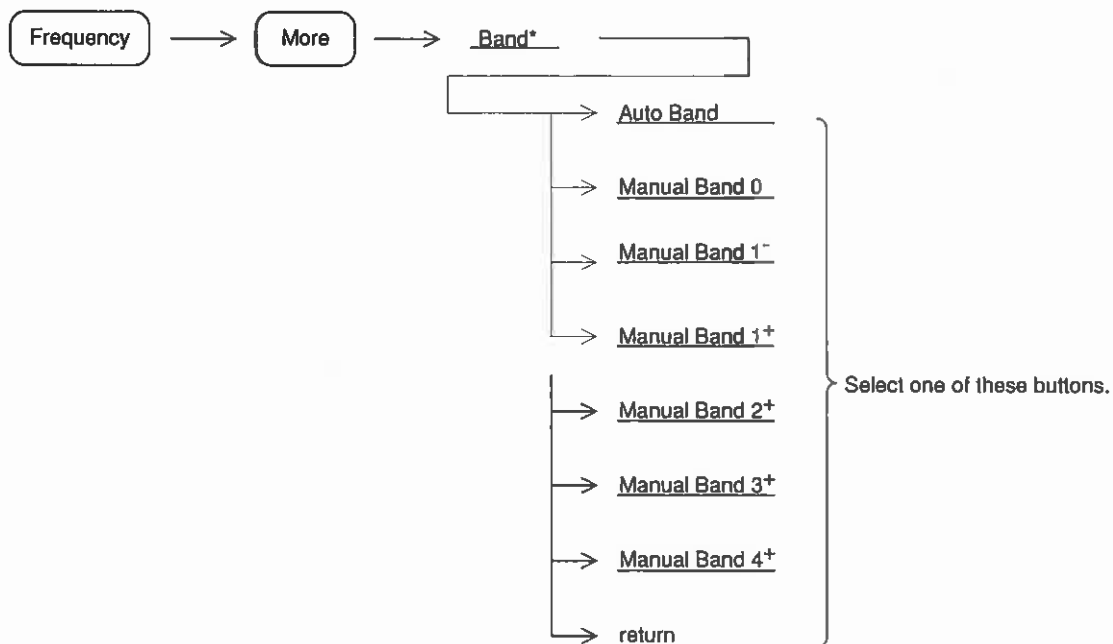 Frequency More Band*
Auto Band
Manual Band 0
Manual Band 1⁻
Manual Band 1⁺
Select one of these buttons.
Manual Band 2⁺
Manual Band 3⁺
Manual Band 4⁺
return